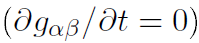 (∂g_{αβ}/∂t = 0)